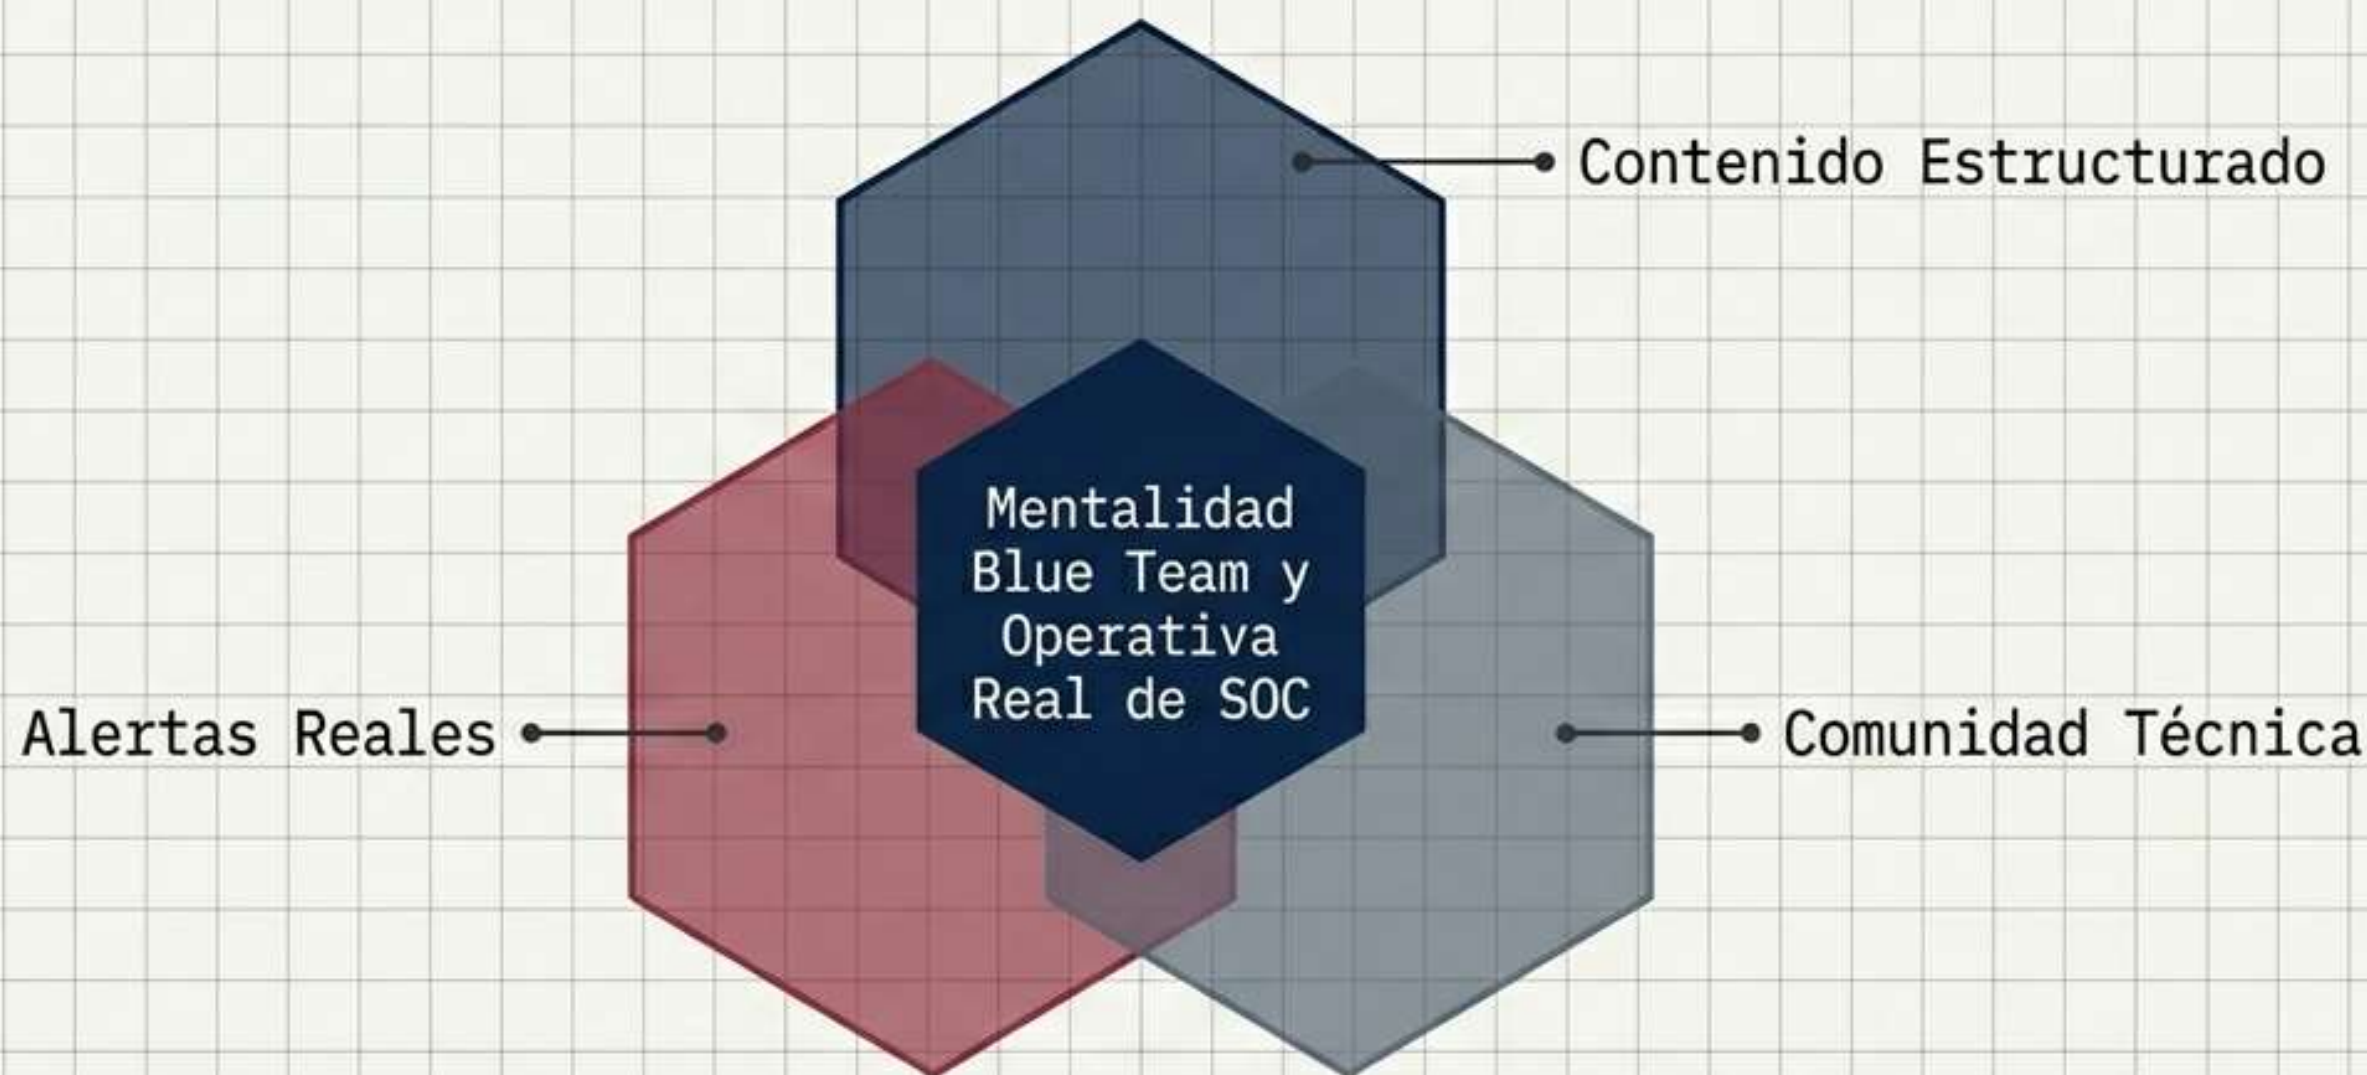 Contenido Estructurado
Mentalidad
Blue Team y
Operativa
Real de SOC
Alertas Reales
Comunidad Técnica